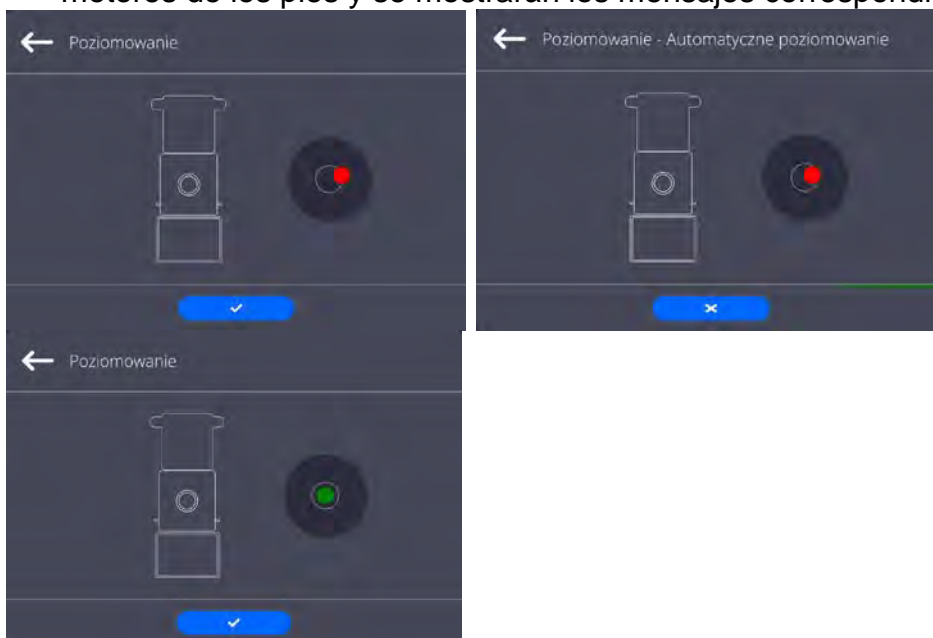 motores de los pies y se mostrarán los mensajes correspondi
Poziomowanie
Poziomowanie - Automatyczne poziomowanie
Poziomowanie